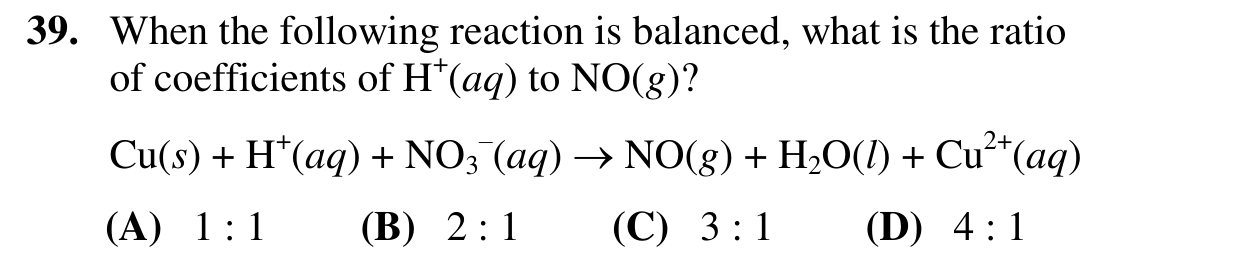 39. When the following reaction is balanced, what is the ratio
of coefficients of H⁺(aq) to NO(g)?
Cu(s) + H⁺(aq) + NO₃⁻(aq) → NO(g) + H₂O(l) + Cu²⁺(aq)
(A) 1 : 1 (B) 2 : 1 (C) 3 : 1 (D) 4 : 1